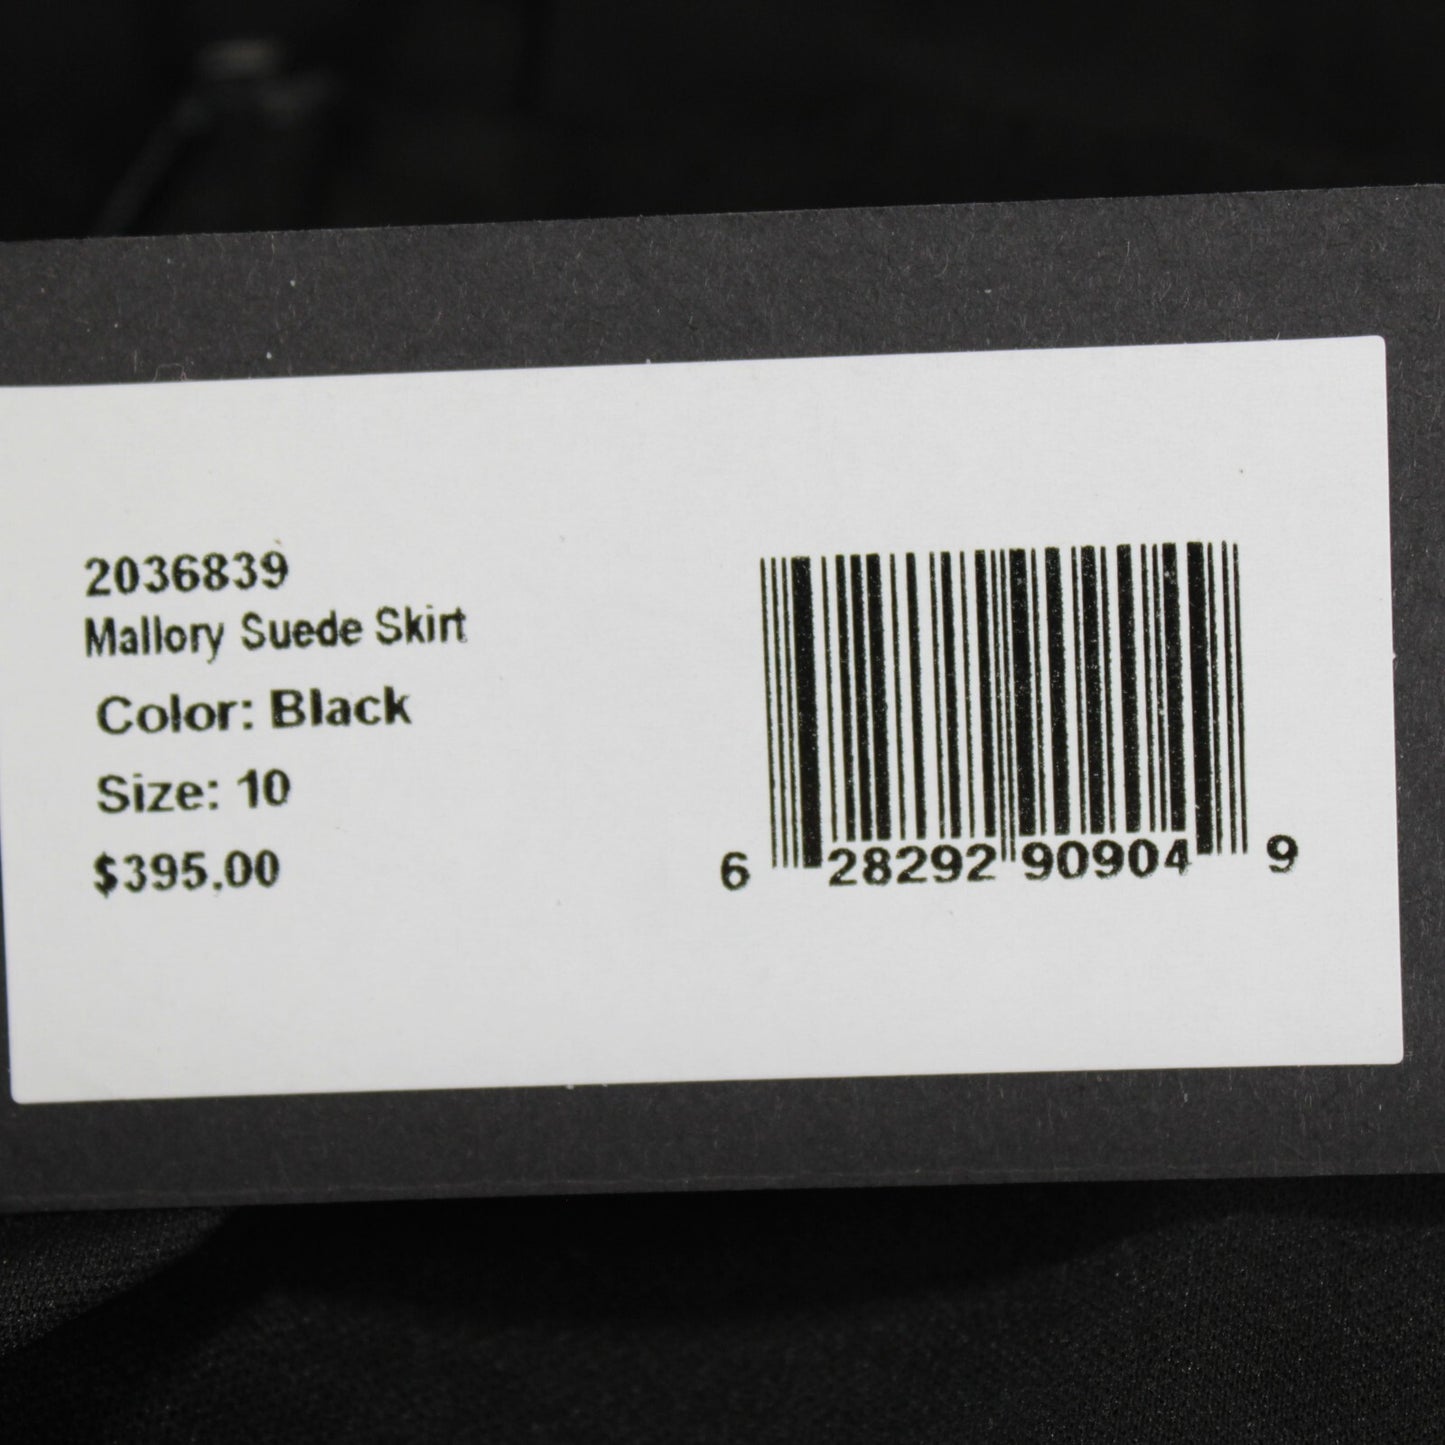 2036839
Mallory Suede Skirt
Color: Black
Size: 10
$395.00
6 28292 90904 9